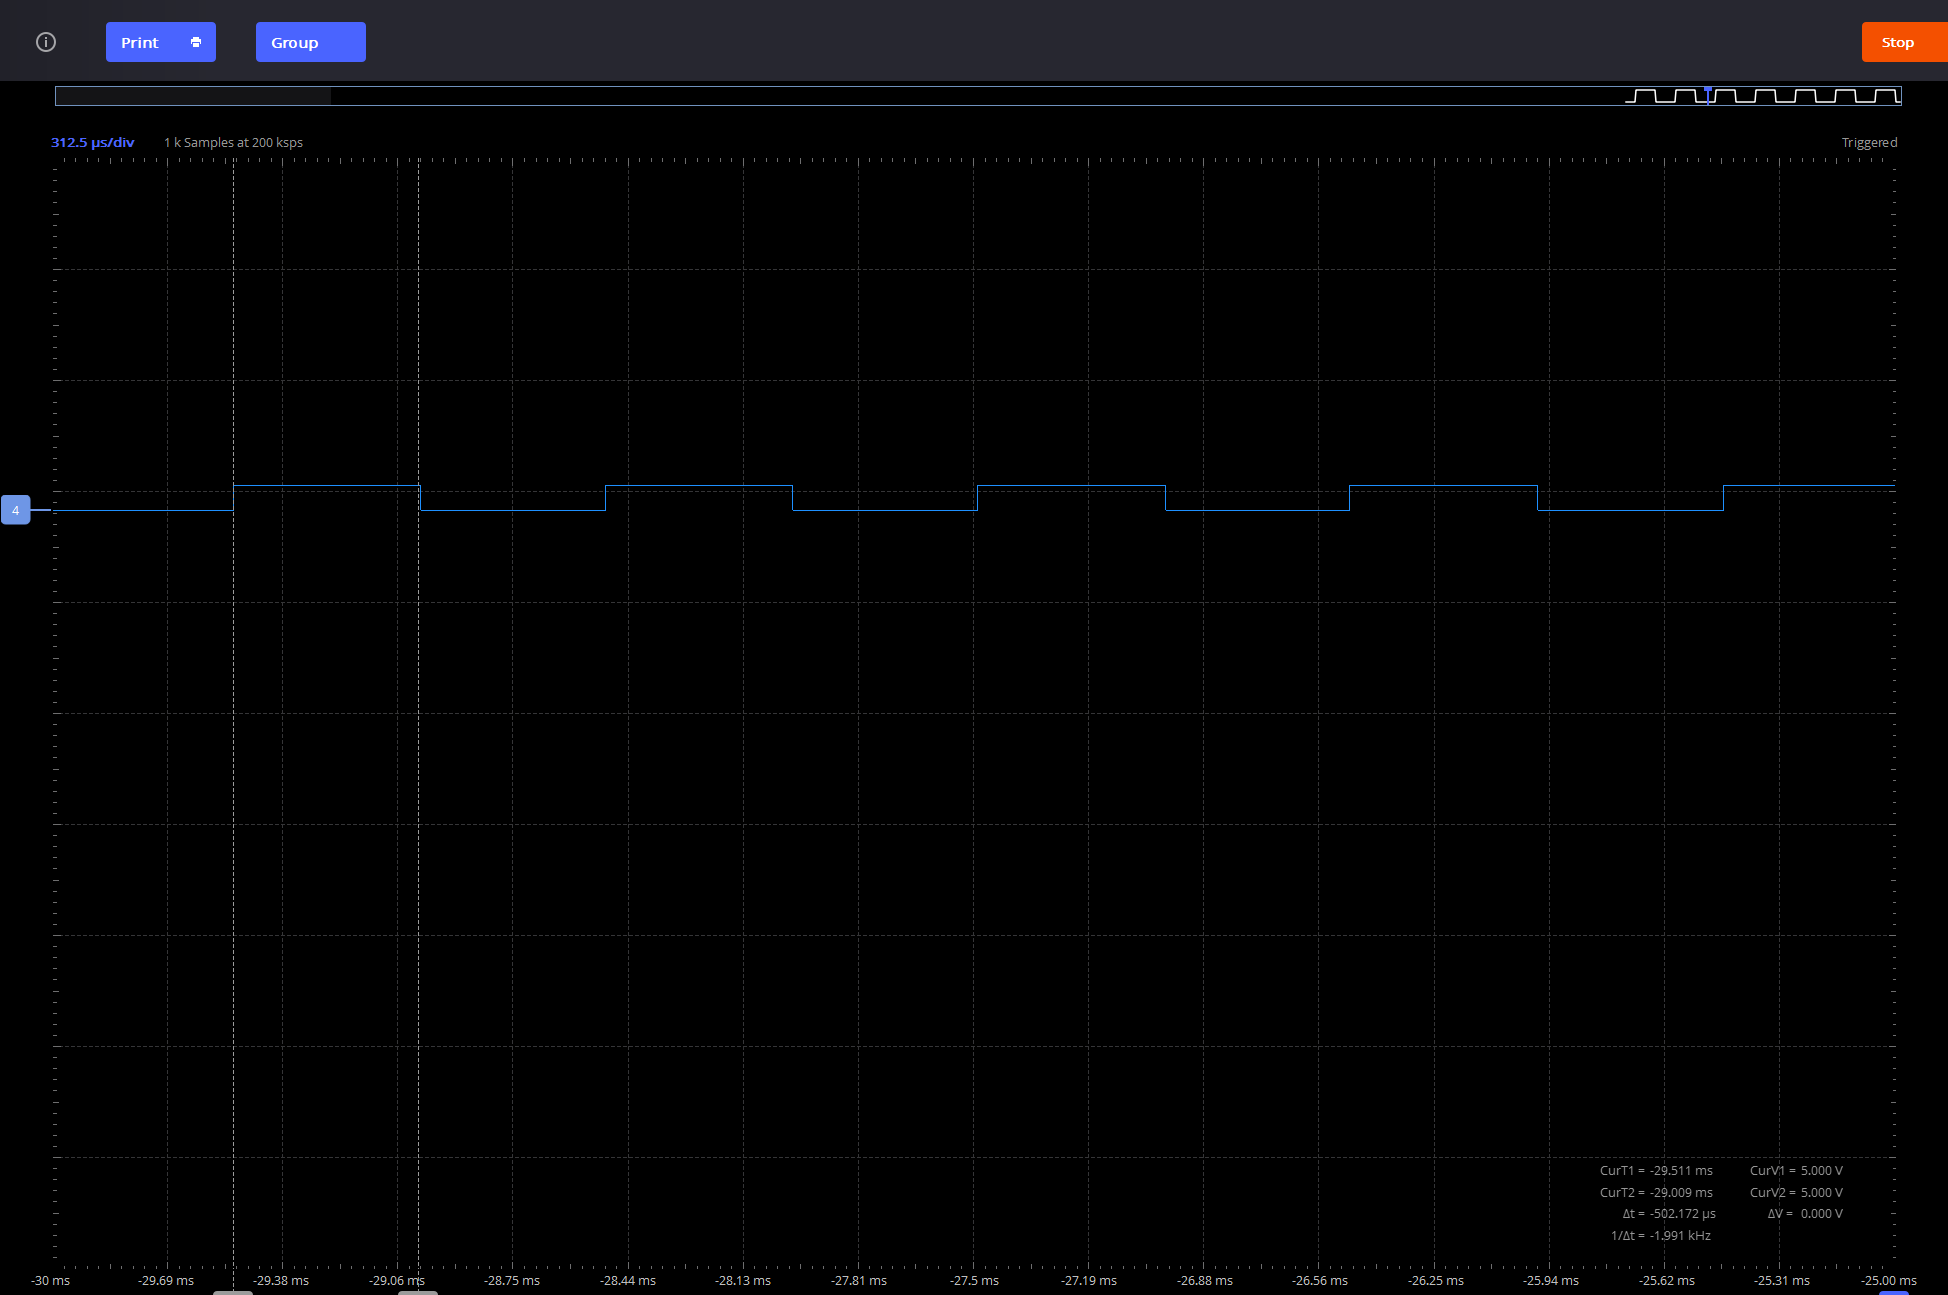 Print
Group
Stop
312.5 µs/div
1 k Samples at 200 ksps
Triggered
4
CurT1 = -29.511 ms
CurV1 = 5.000 V
CurT2 = -29.009 ms
CurV2 = 5.000 V
Δt = -502.172 µs
ΔV = 0.000 V
1/Δt = -1.991 kHz
-30 ms
-29.69 ms
-29.38 ms
-29.06 ms
-28.75 ms
-28.44 ms
-28.13 ms
-27.81 ms
-27.5 ms
-27.19 ms
-26.88 ms
-26.56 ms
-26.25 ms
-25.94 ms
-25.62 ms
-25.31 ms
-25.00 ms